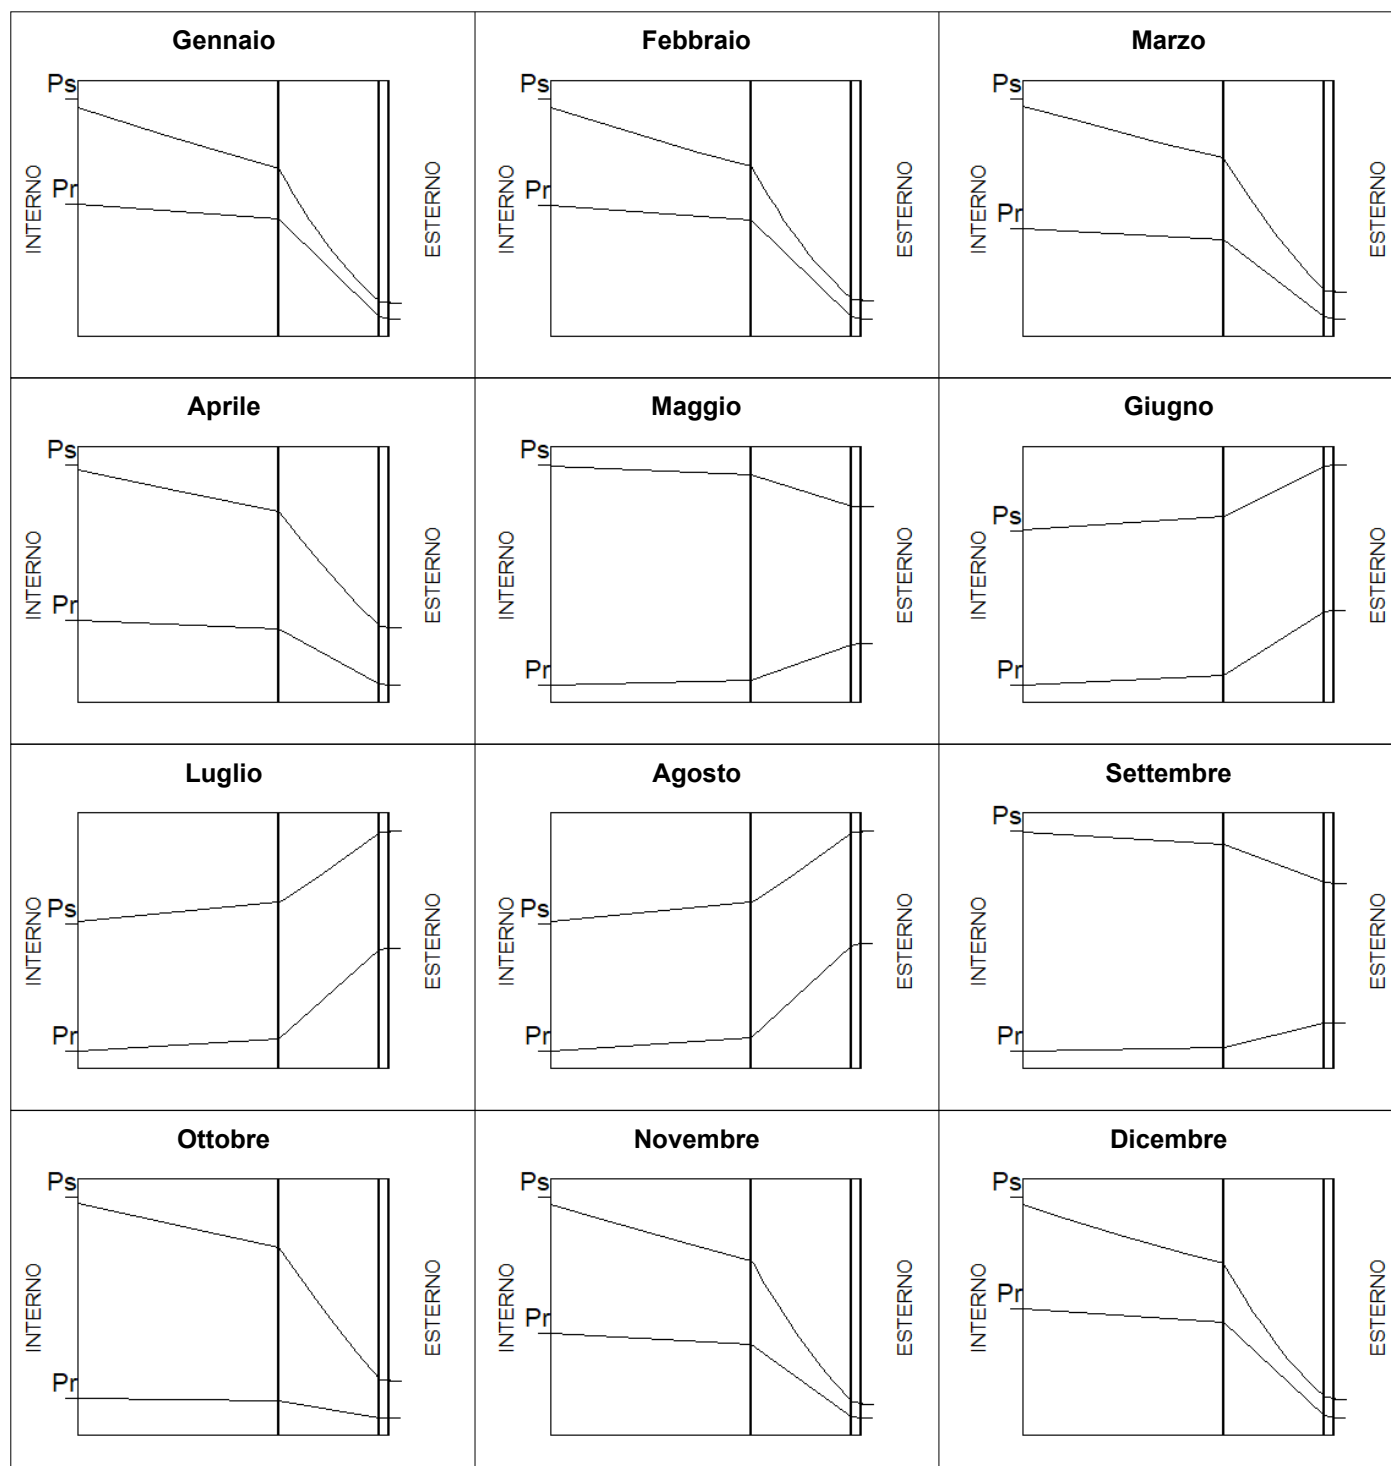 Gennaio
Febbraio
Marzo
Ps
Pr
INTERNO
ESTERNO
Ps
Pr
INTERNO
ESTERNO
Ps
Pr
INTERNO
ESTERNO
Aprile
Maggio
Giugno
Ps
Pr
INTERNO
ESTERNO
Ps
Pr
INTERNO
ESTERNO
Ps
Pr
INTERNO
ESTERNO
Luglio
Agosto
Settembre
Ps
Pr
INTERNO
ESTERNO
Ps
Pr
INTERNO
ESTERNO
Ps
Pr
INTERNO
ESTERNO
Ottobre
Novembre
Dicembre
Ps
Pr
INTERNO
ESTERNO
Ps
Pr
INTERNO
ESTERNO
Ps
Pr
INTERNO
ESTERNO